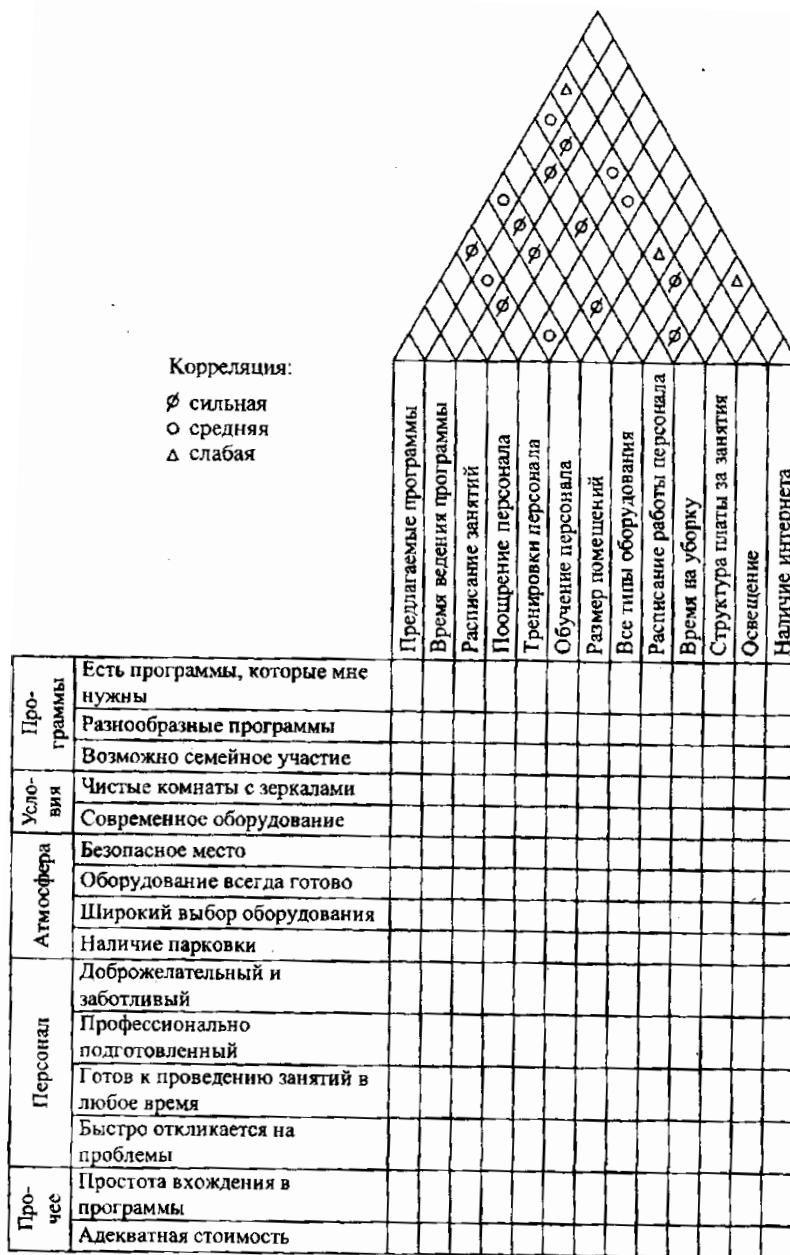 Корреляция:
сильная
средняя
слабая
Предлагаемые программы
Время ведения программы
Расписание занятий
Поощрение персонала
Тренировки персонала
Обучение персонала
Размер помещений
Все типы оборудования
Расписание работы персонала
Время на уборку
Структура платы за занятия
Освещение
Наличие интернета
Про-
граммы
Есть программы, которые мне
нужны
Разнообразные программы
Возможно семейное участие
Усло-
вия
Чистые комнаты с зеркалами
Современное оборудование
Атмосфера
Безопасное место
Оборудование всегда готово
Широкий выбор оборудования
Наличие парковки
Персонал
Доброжелательный и
заботливый
Профессионально
подготовленный
Готов к проведению занятий в
любое время
Быстро откликается на
проблемы
Про-
чее
Простота вхождения в
программы
Адекватная стоимость